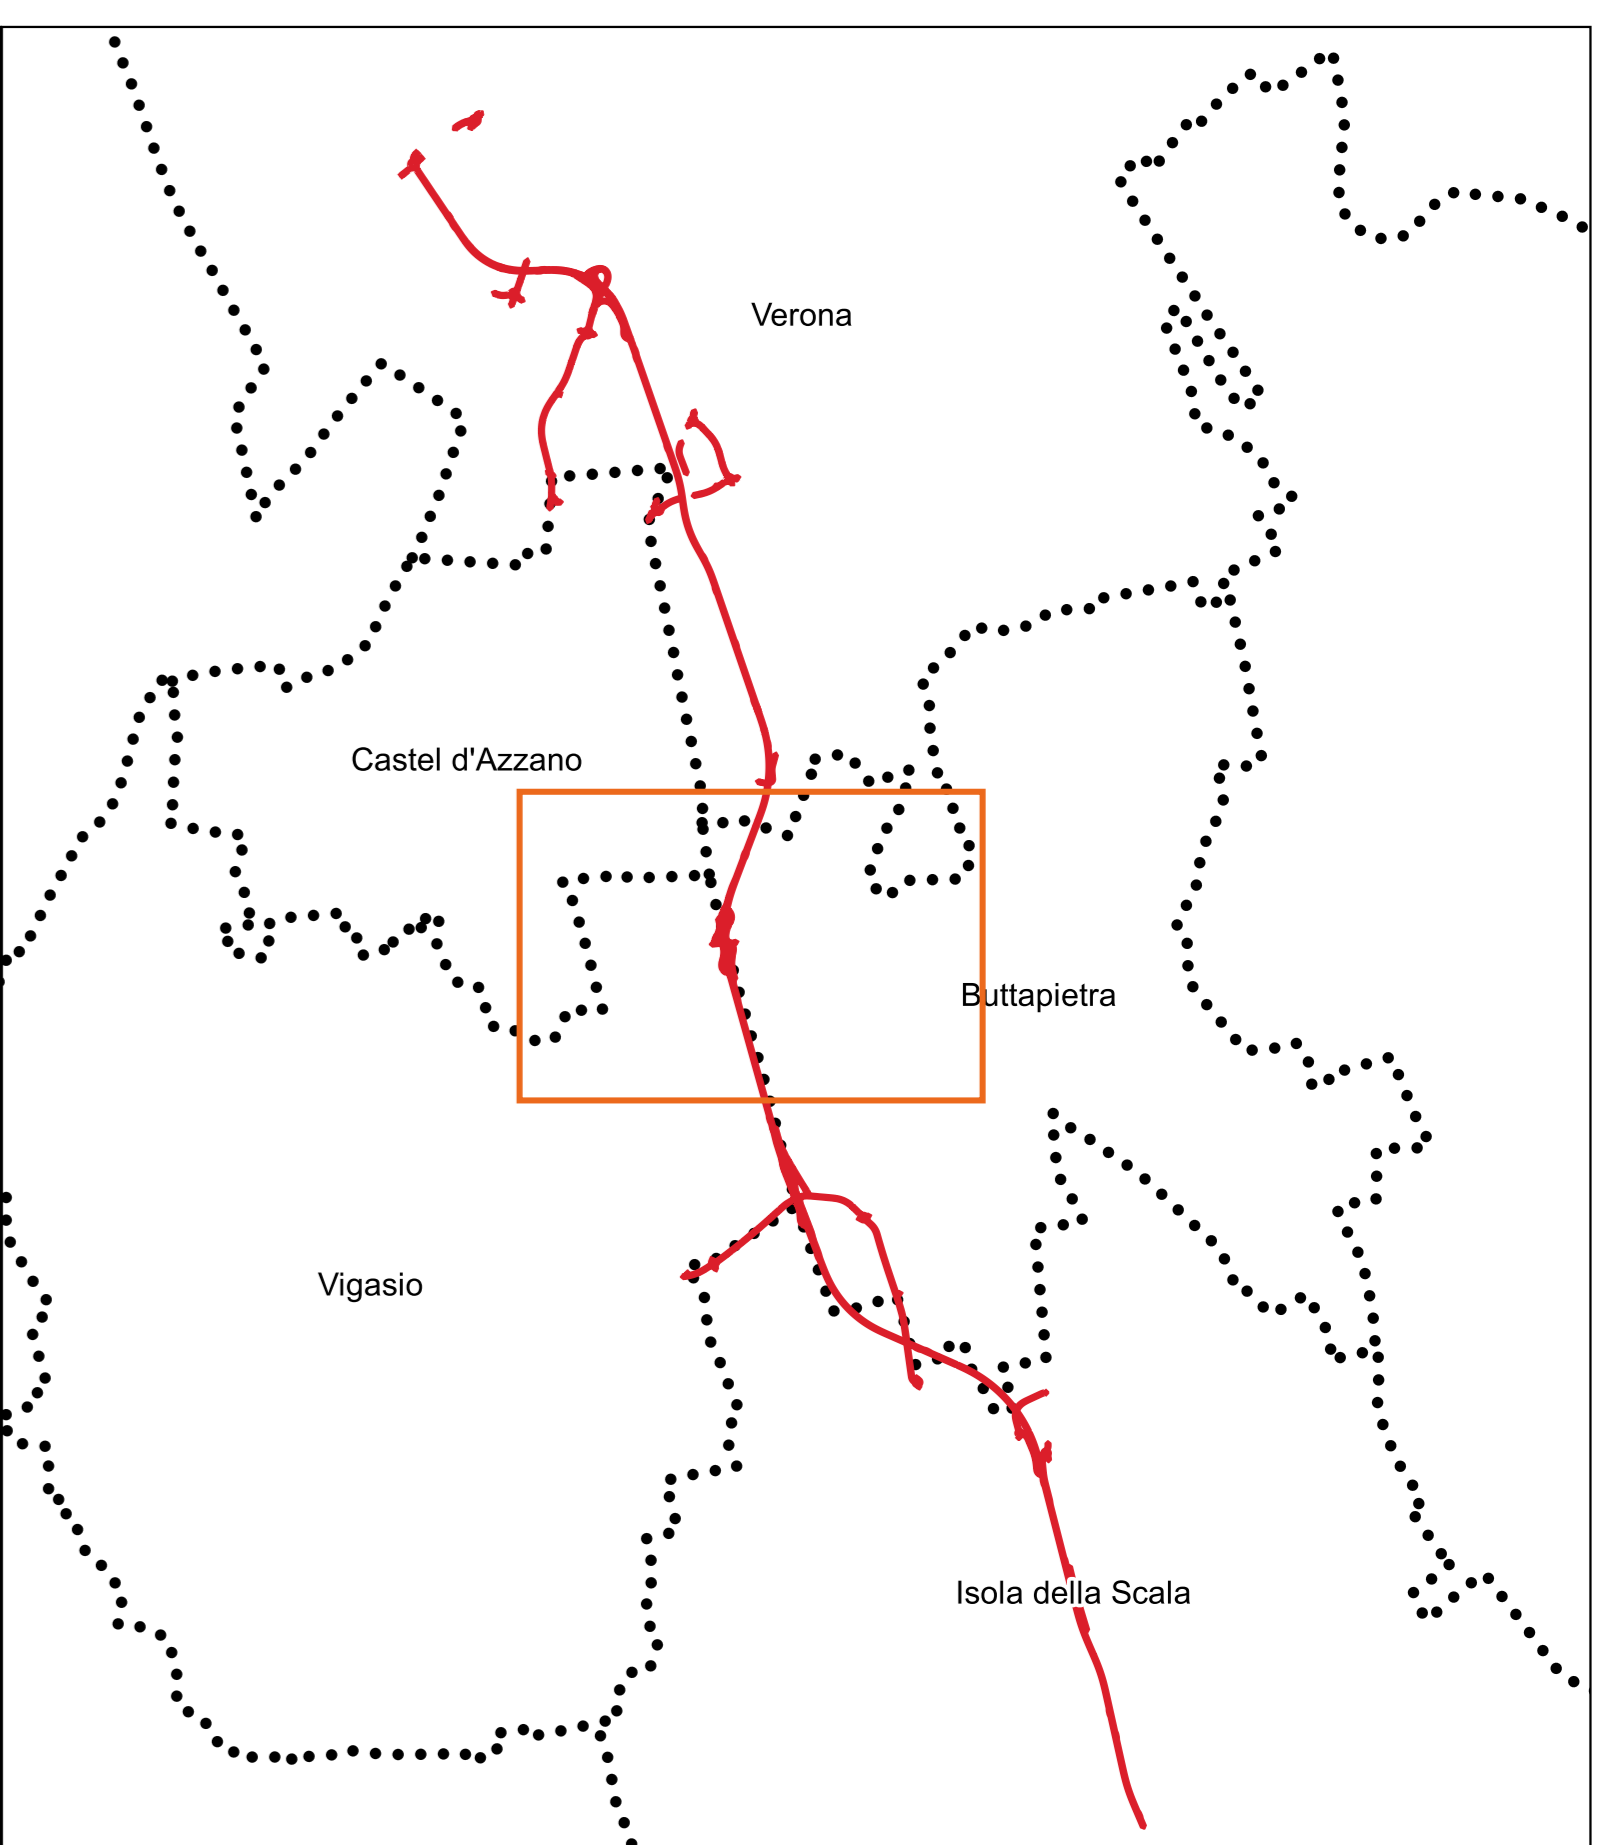 Verona
Castel d'Azzano
Buttapietra
Vigasio
Isola della Scala